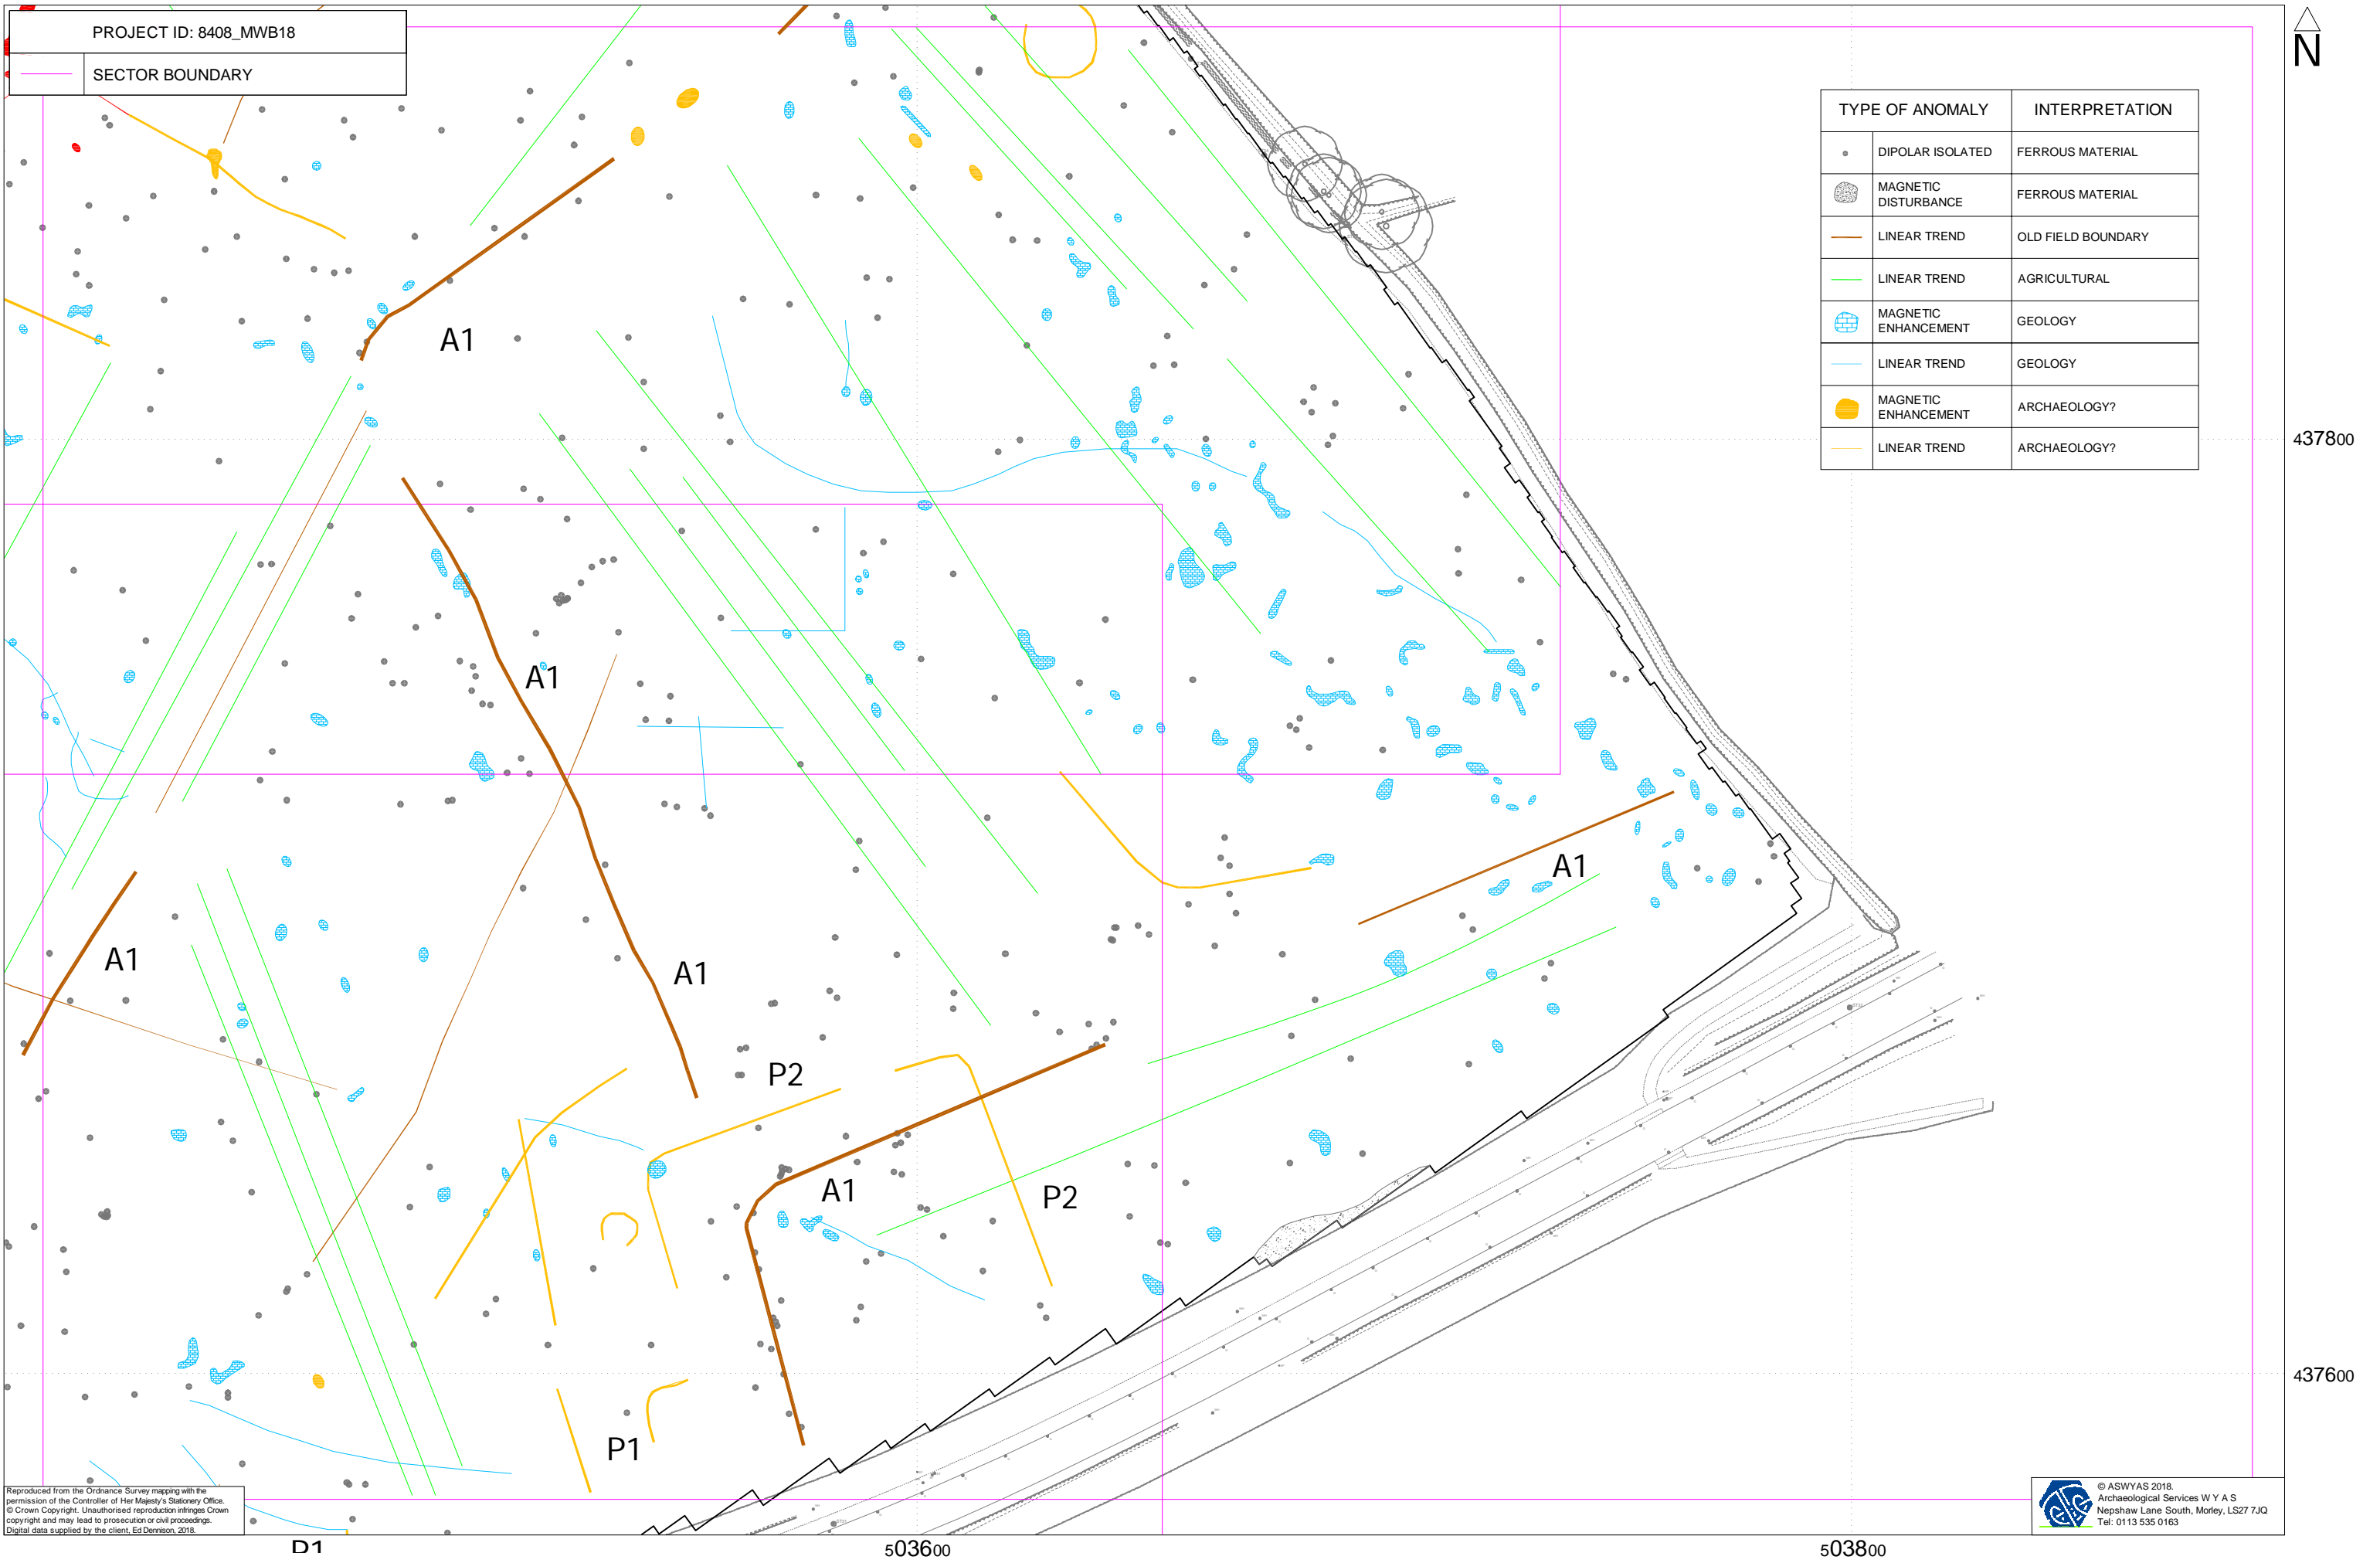 PROJECT ID: 8408_MWB18
SECTOR BOUNDARY
N
TYPE OF ANOMALY INTERPRETATION
DIPOLAR ISOLATED FERROUS MATERIAL
MAGNETIC
DISTURBANCE
FERROUS MATERIAL
LINEAR TREND OLD FIELD BOUNDARY
LINEAR TREND AGRICULTURAL
MAGNETIC
ENHANCEMENT
GEOLOGY
LINEAR TREND GEOLOGY
MAGNETIC
ENHANCEMENT
ARCHAEOLOGY?
LINEAR TREND ARCHAEOLOGY?
A1
437800
A1
A1
A1
A1
P2
A1
P2
437600
P1
Reproduced from the Ordnance Survey mapping with the
permission of the Controller of Her Majesty's Stationery Office.
© Crown Copyright. Unauthorised reproduction infringes Crown
copyright and may lead to prosecution or civil proceedings.
Digital data supplied by the client, Ed Dennison, 2018.
© ASWYAS 2018.
Archaeological Services W Y A S
Nepshaw Lane South, Morley, LS27 7JQ
Tel: 0113 535 0163
503600
503800